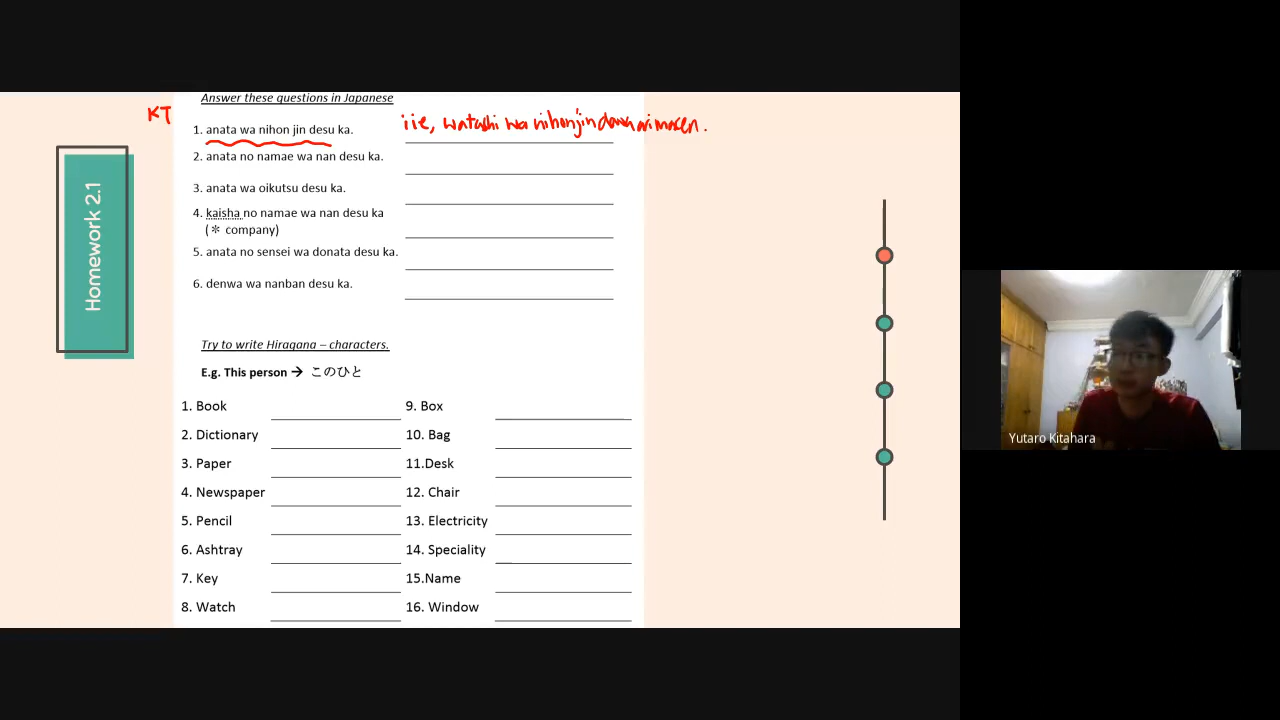 Answer these questions in Japanese
KT
1. anata wa nihon jin desu ka.
iie, watashi wa nihonjin dewa arimasen.
2. anata no namae wa nan desu ka.
3. anata wa oikutsu desu ka.
4. kaisha no namae wa nan desu ka
(＊ company)
5. anata no sensei wa donata desu ka.
6. denwa wa nanban desu ka.
Homework 2.1
Try to write Hiragana – characters.
E.g. This person → このひと
1. Book
2. Dictionary
3. Paper
4. Newspaper
5. Pencil
6. Ashtray
7. Key
8. Watch
9. Box
10. Bag
11.Desk
12. Chair
13. Electricity
14. Speciality
15.Name
16. Window
Yutaro Kitahara